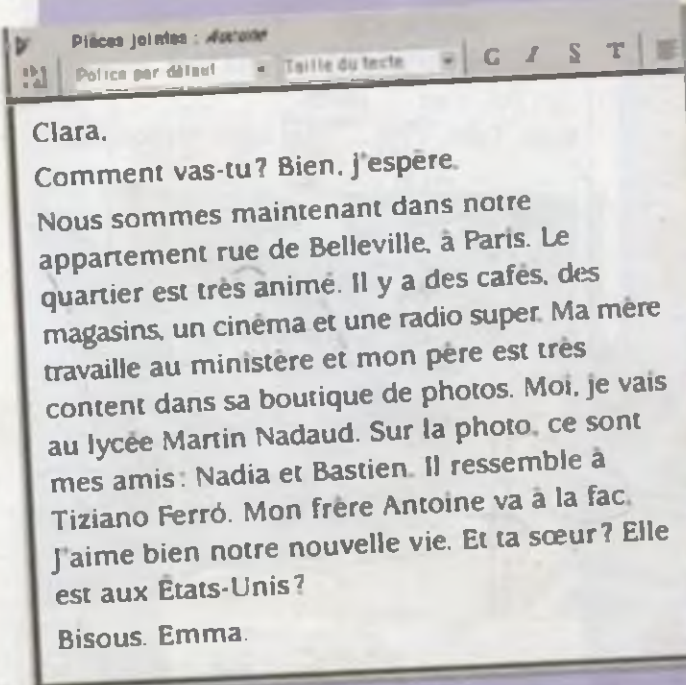 Pièces jointes : Aucune
Police par défaut Taille du texte G I S T
Clara,
Comment vas-tu? Bien, j'espère.
Nous sommes maintenant dans notre
appartement rue de Belleville, à Paris. Le
quartier est très animé. Il y a des cafés, des
magasins, un cinéma et une radio super. Ma mère
travaille au ministère et mon père est très
content dans sa boutique de photos. Moi, je vais
au lycée Martin Nadaud. Sur la photo, ce sont
mes amis : Nadia et Bastien. Il ressemble à
Tiziano Ferró. Mon frère Antoine va à la fac.
J'aime bien notre nouvelle vie. Et ta sœur? Elle
est aux États-Unis?
Bisous. Emma.